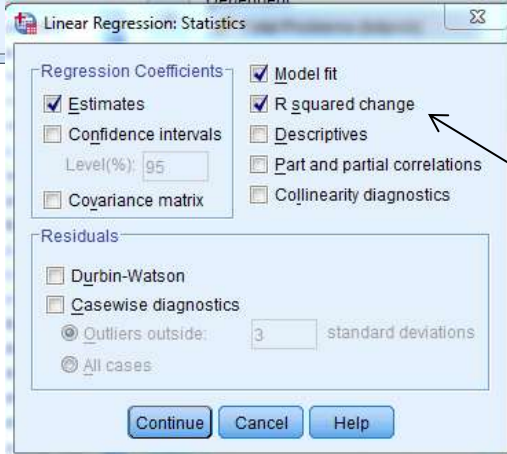 Linear Regression: Statistics
Regression Coefficients
Estimates
Confidence intervals
Level(%): 95
Covariance matrix
Model fit
R squared change
Descriptives
Part and partial correlations
Collinearity diagnostics
Residuals
Durbin-Watson
Casewise diagnostics
Outliers outside: 3 standard deviations
All cases
Continue Cancel Help